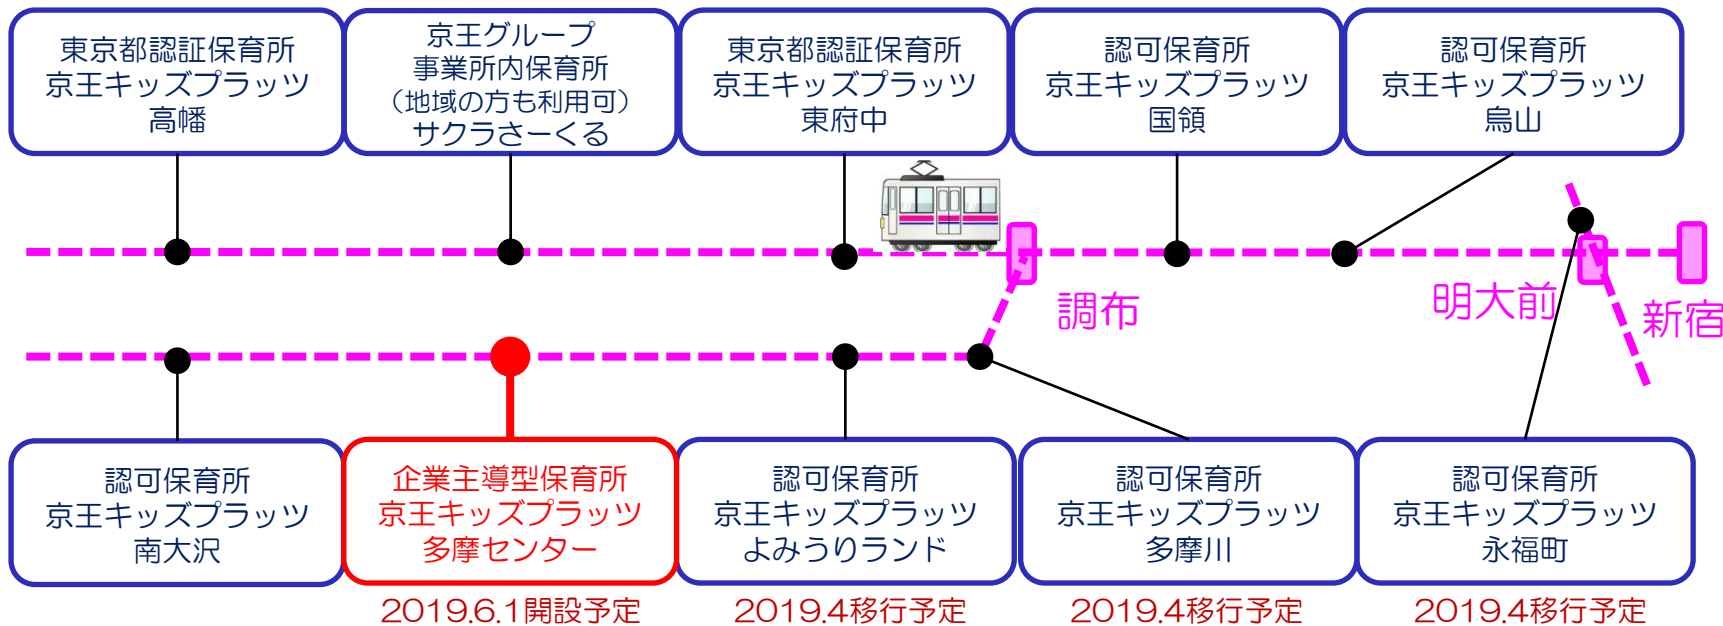 東京都認証保育所
京王キッズプラッツ
高幡
京王グループ
事業所内保育所
（地域の方も利用可）
サクラさーくる
東京都認証保育所
京王キッズプラッツ
東府中
認可保育所
京王キッズプラッツ
国領
認可保育所
京王キッズプラッツ
烏山
調布
明大前
新宿
認可保育所
京王キッズプラッツ
南大沢
企業主導型保育所
京王キッズプラッツ
多摩センター
2019.6.1開設予定
認可保育所
京王キッズプラッツ
よみうりランド
2019.4移行予定
認可保育所
京王キッズプラッツ
多摩川
2019.4移行予定
認可保育所
京王キッズプラッツ
永福町
2019.4移行予定